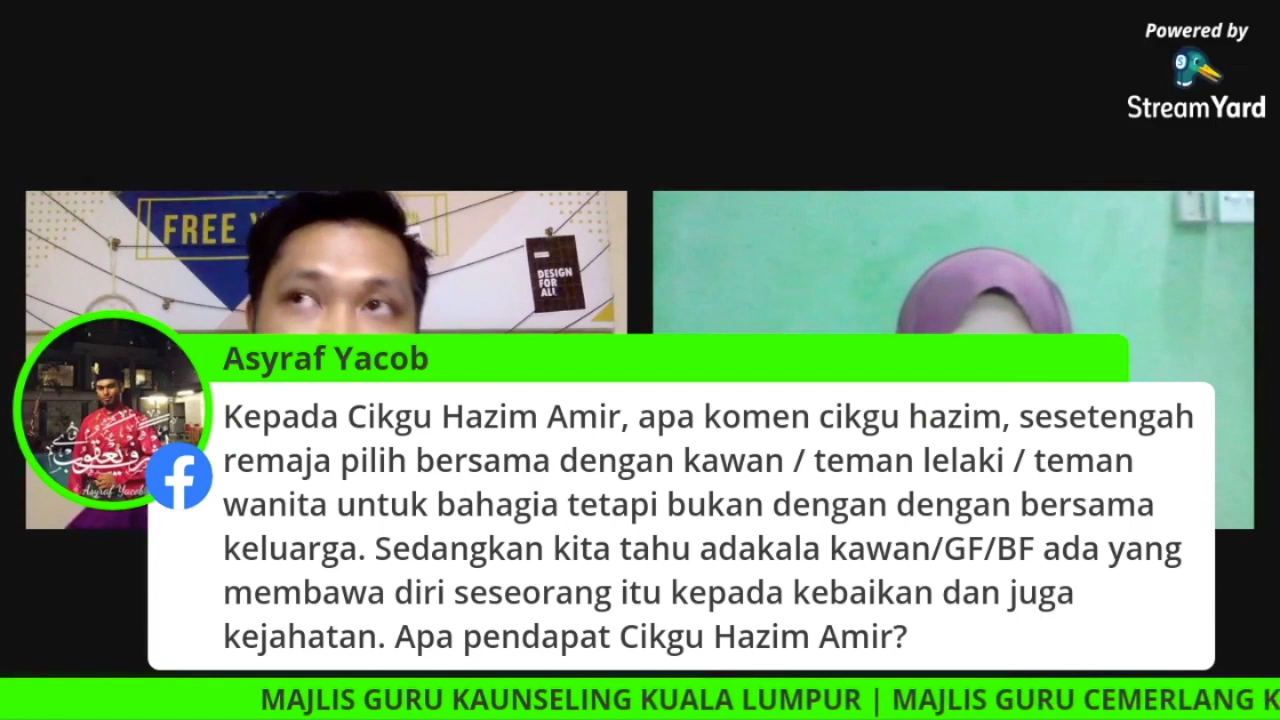 Powered by
StreamYard
FREE
DESIGN
FOR
ALL
Asyraf Yacob
Kepada Cikgu Hazim Amir, apa komen cikgu hazim, sesetengah
remaja pilih bersama dengan kawan / teman lelaki / teman
wanita untuk bahagia tetapi bukan dengan dengan bersama
keluarga. Sedangkan kita tahu adakala kawan/GF/BF ada yang
membawa diri seseorang itu kepada kebaikan dan juga
kejahatan. Apa pendapat Cikgu Hazim Amir?
Asyraf Yacob
MAJLIS GURU KAUNSELING KUALA LUMPUR | MAJLIS GURU CEMERLANG K